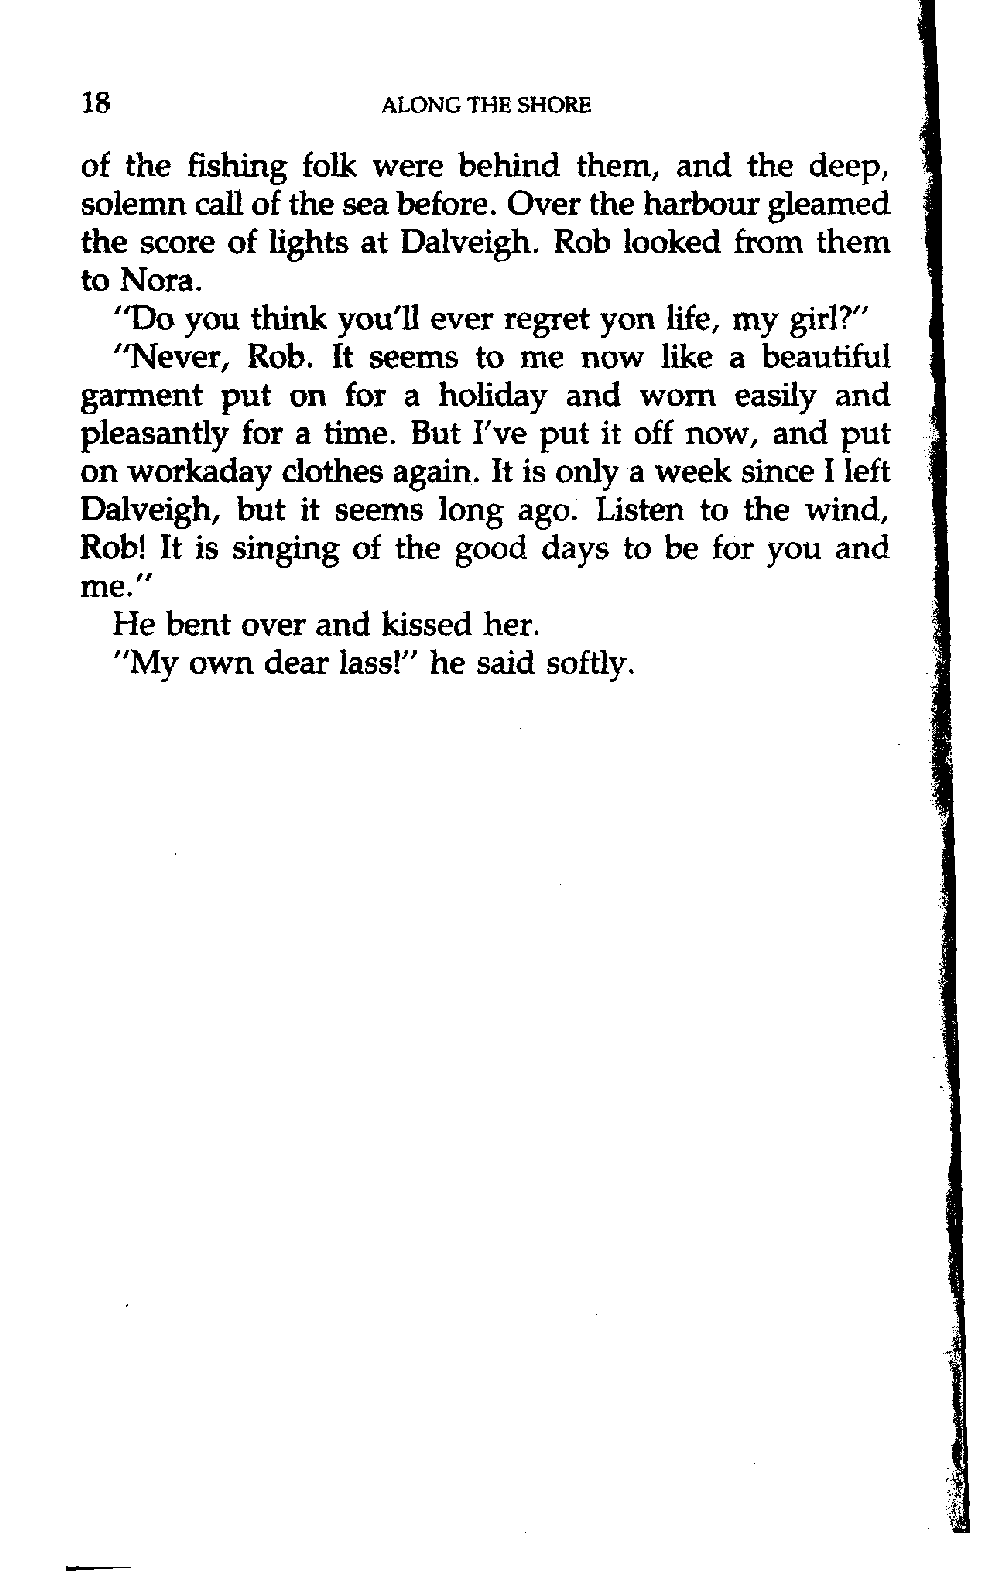 18 ALONG THE SHORE
of the fishing folk were behind them, and the deep,
solemn call of the sea before. Over the harbour gleamed
the score of lights at Dalveigh. Rob looked from them
to Nora.
"Do you think you'll ever regret yon life, my girl?"
"Never, Rob. It seems to me now like a beautiful
garment put on for a holiday and worn easily and
pleasantly for a time. But I've put it off now, and put
on workaday clothes again. It is only a week since I left
Dalveigh, but it seems long ago. Listen to the wind,
Rob! It is singing of the good days to be for you and
me."
He bent over and kissed her.
"My own dear lass!" he said softly.